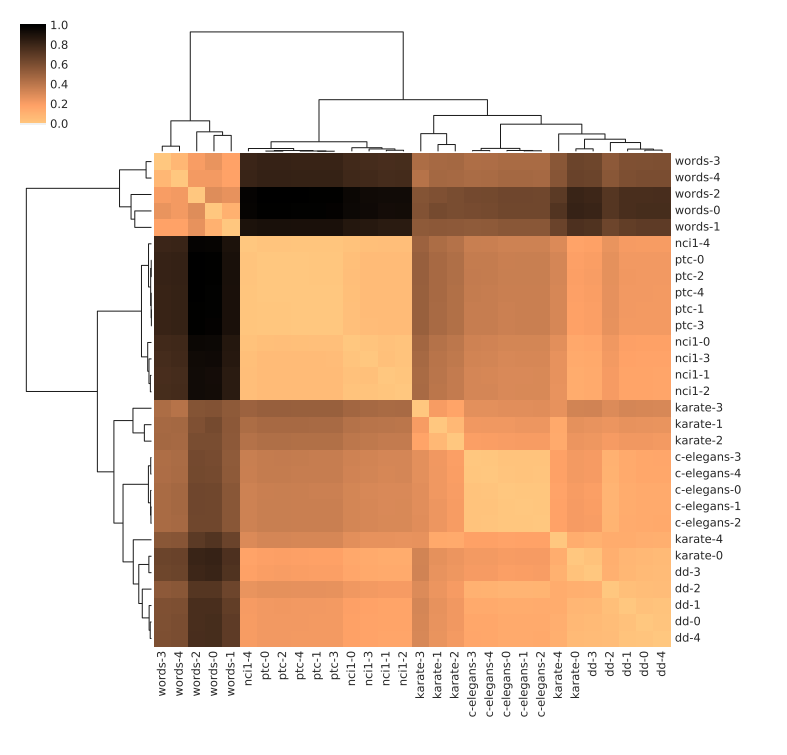 1.0
0.8
0.6
0.4
0.2
0.0
words-3
words-4
words-2
words-0
words-1
nci1-4
ptc-0
ptc-2
ptc-4
ptc-1
ptc-3
nci1-0
nci1-3
nci1-1
nci1-2
karate-3
karate-1
karate-2
c-elegans-3
c-elegans-4
c-elegans-0
c-elegans-1
c-elegans-2
karate-4
karate-0
dd-3
dd-2
dd-1
dd-0
dd-4
words-3
words-4
words-2
words-0
words-1
nci1-4
ptc-0
ptc-2
ptc-4
ptc-1
ptc-3
nci1-0
nci1-3
nci1-1
nci1-2
karate-3
karate-1
karate-2
c-elegans-3
c-elegans-4
c-elegans-0
c-elegans-1
c-elegans-2
karate-4
karate-0
dd-3
dd-2
dd-1
dd-0
dd-4